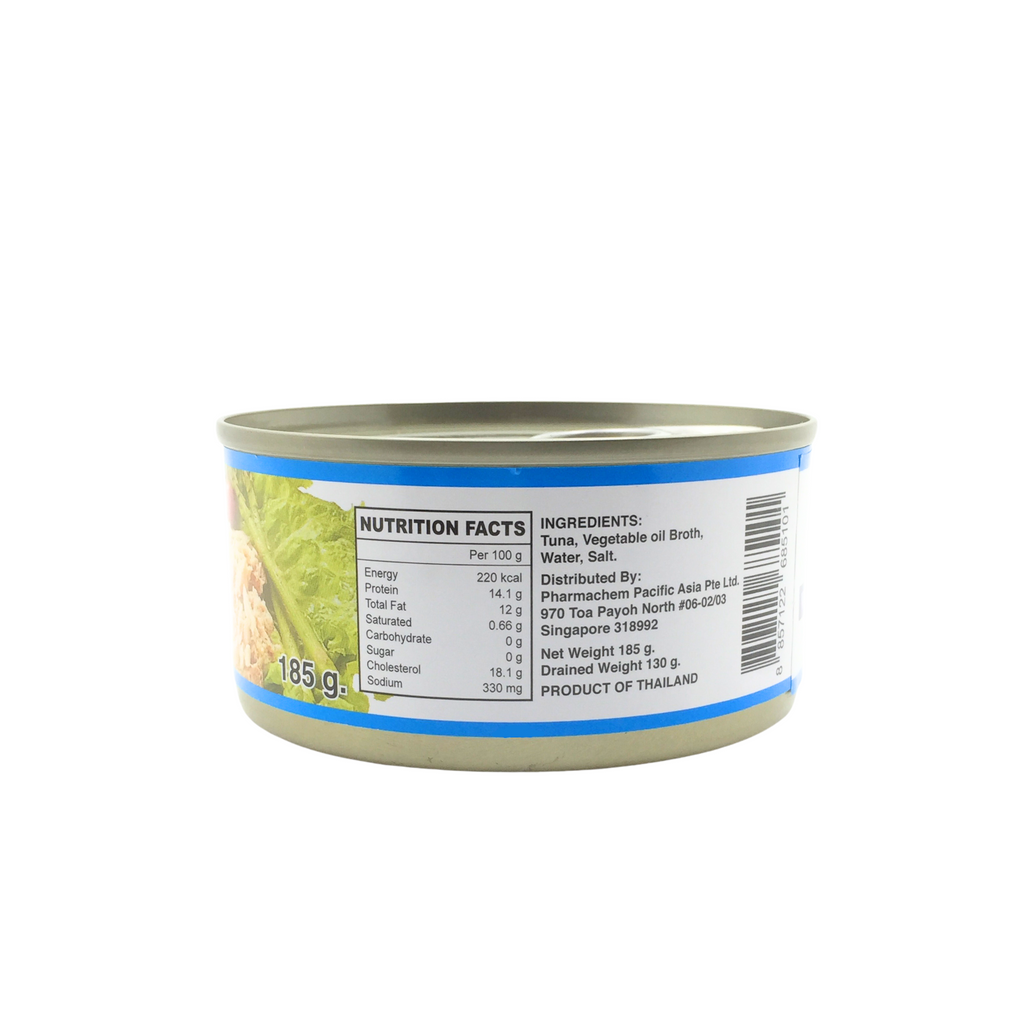 185 g.
NUTRITION FACTS
Per 100 g
Energy 220 kcal
Protein 14.1 g
Total Fat 12 g
Saturated 0.66 g
Carbohydrate 0 g
Sugar 0 g
Cholesterol 18.1 g
Sodium 330 mg
INGREDIENTS:
Tuna, Vegetable oil Broth,
Water, Salt.
Distributed By:
Pharmachem Pacific Asia Pte Ltd.
970 Toa Payoh North #06-02/03
Singapore 318992
Net Weight 185 g.
Drained Weight 130 g.
PRODUCT OF THAILAND
8 857122 685101